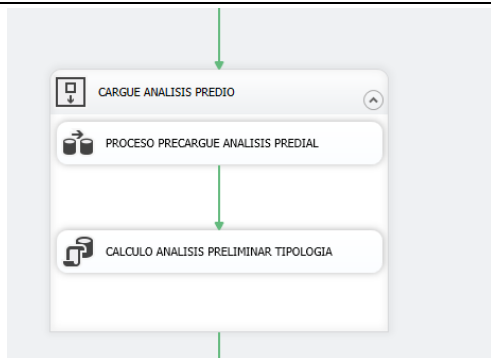 CARGUE ANALISIS PREDIO
PROCESO PRECARGUE ANALISIS PREDIAL
CALCULO ANALISIS PRELIMINAR TIPOLOGIA